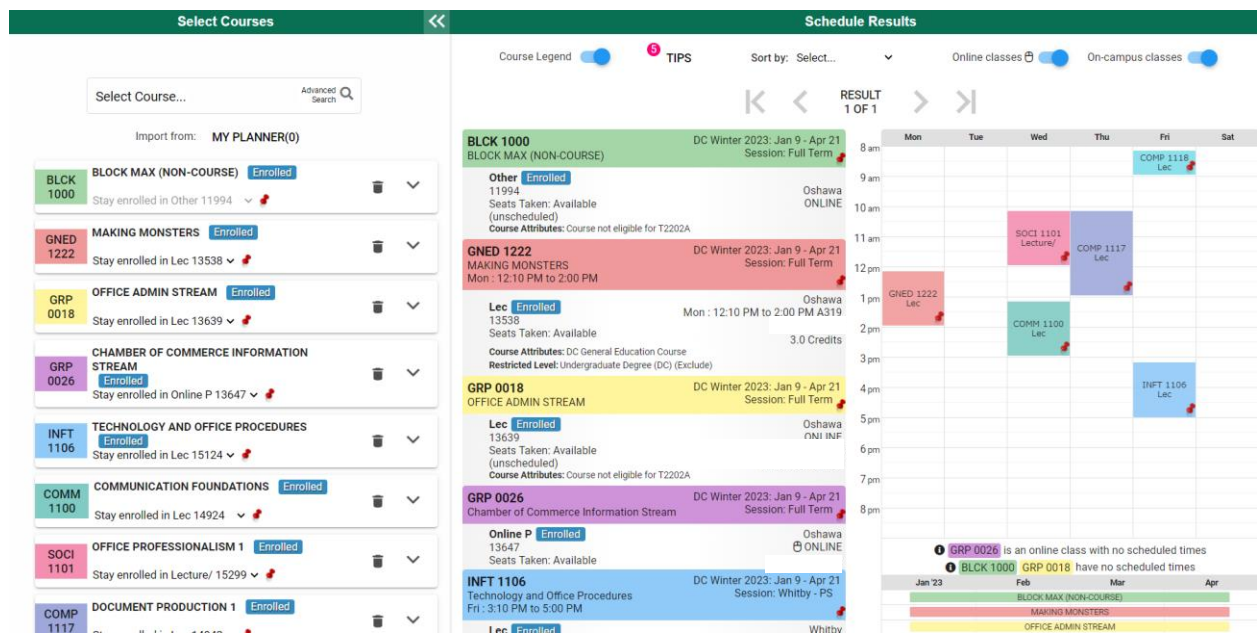 Select Courses
Schedule Results
Course Legend
5 TIPS
Sort by: Select...
Online classes
On-campus classes
Select Course...
Advanced Search
Import from: MY PLANNER(0)
RESULT
1 OF 1
BLCK 1000
BLOCK MAX (NON-COURSE) Enrolled
Stay enrolled in Other 11994
GNED 1222
MAKING MONSTERS Enrolled
Stay enrolled in Lec 13538
GRP 0018
OFFICE ADMIN STREAM Enrolled
Stay enrolled in Lec 13639
GRP 0026
CHAMBER OF COMMERCE INFORMATION
STREAM
Enrolled
Stay enrolled in Online P 13647
INFT 1106
TECHNOLOGY AND OFFICE PROCEDURES
Enrolled
Stay enrolled in Lec 15124
COMM 1100
COMMUNICATION FOUNDATIONS Enrolled
Stay enrolled in Lec 14924
SOCI 1101
OFFICE PROFESSIONALISM 1 Enrolled
Stay enrolled in Lecture/ 15299
COMP 1117
DOCUMENT PRODUCTION 1 Enrolled
BLCK 1000 DC Winter 2023: Jan 9 - Apr 21
BLOCK MAX (NON-COURSE) Session: Full Term
Other Enrolled
11994 Oshawa
Seats Taken: Available ONLINE
(unscheduled)
Course Attributes: Course not eligible for T2202A
GNED 1222 DC Winter 2023: Jan 9 - Apr 21
MAKING MONSTERS Session: Full Term
Mon : 12:10 PM to 2:00 PM
Lec Enrolled Oshawa
13538 Mon : 12:10 PM to 2:00 PM A319
Seats Taken: Available
3.0 Credits
Course Attributes: DC General Education Course
Restricted Level: Undergraduate Degree (DC) (Exclude)
GRP 0018 DC Winter 2023: Jan 9 - Apr 21
OFFICE ADMIN STREAM Session: Full Term
Lec Enrolled Oshawa
13639 ONLINE
Seats Taken: Available
(unscheduled)
Course Attributes: Course not eligible for T2202A
GRP 0026 DC Winter 2023: Jan 9 - Apr 21
Chamber of Commerce Information Stream Session: Full Term
Online P Enrolled Oshawa
13647 ONLINE
Seats Taken: Available
INFT 1106 DC Winter 2023: Jan 9 - Apr 21
Technology and Office Procedures Session: Whitby - PS
Fri : 3:10 PM to 5:00 PM
Lec Enrolled Whitby
Mon Tue Wed Thu Fri Sat
8 am
COMP 1118
Lec
9 am
10 am
11 am
SOCI 1101
Lecture/
COMP 1117
Lec
12 pm
1 pm
GNED 1222
Lec
2 pm
COMM 1100
Lec
3 pm
4 pm
INFT 1106
Lec
5 pm
6 pm
7 pm
8 pm
GRP 0026 is an online class with no scheduled times
BLCK 1000 GRP 0018 have no scheduled times
Jan '23 Feb Mar Apr
BLOCK MAX (NON-COURSE)
MAKING MONSTERS
OFFICE ADMIN STREAM